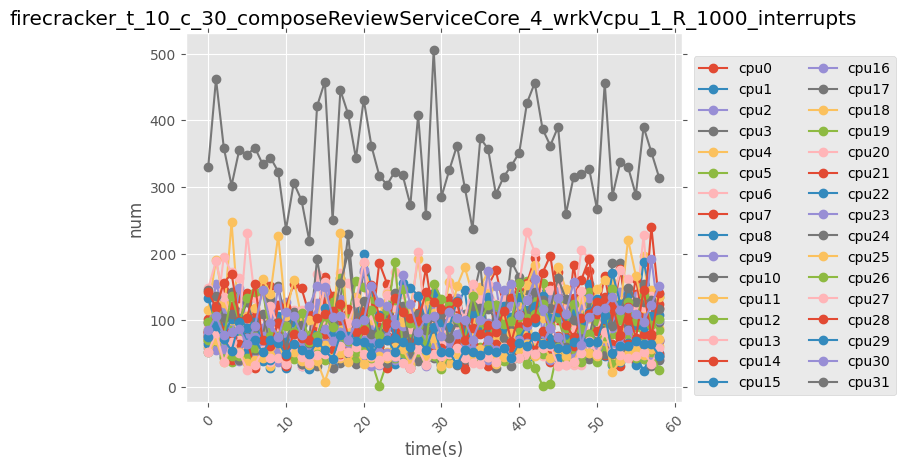 firecracker_t_10_c_30_composeReviewServiceCore_4_wrkVcpu_1_R_1000_interrupts
500
400
300
200
100
0
num
0
10
20
30
40
50
60
time(s)
cpu0
cpu1
cpu2
cpu3
cpu4
cpu5
cpu6
cpu7
cpu8
cpu9
cpu10
cpu11
cpu12
cpu13
cpu14
cpu15
cpu16
cpu17
cpu18
cpu19
cpu20
cpu21
cpu22
cpu23
cpu24
cpu25
cpu26
cpu27
cpu28
cpu29
cpu30
cpu31